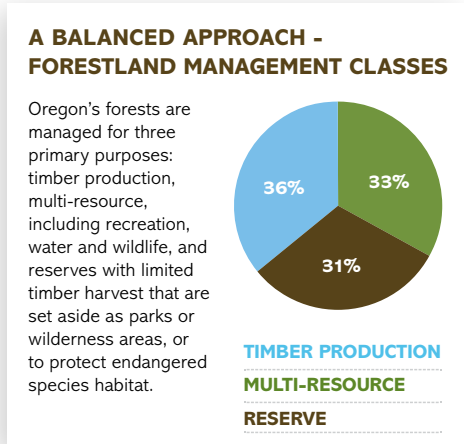 A BALANCED APPROACH -
FORESTLAND MANAGEMENT CLASSES
Oregon's forests are
managed for three
primary purposes:
timber production,
multi-resource,
including recreation,
water and wildlife, and
reserves with limited
timber harvest that are
set aside as parks or
wilderness areas, or
to protect endangered
species habitat.
36%
33%
31%
TIMBER PRODUCTION
MULTI-RESOURCE
RESERVE